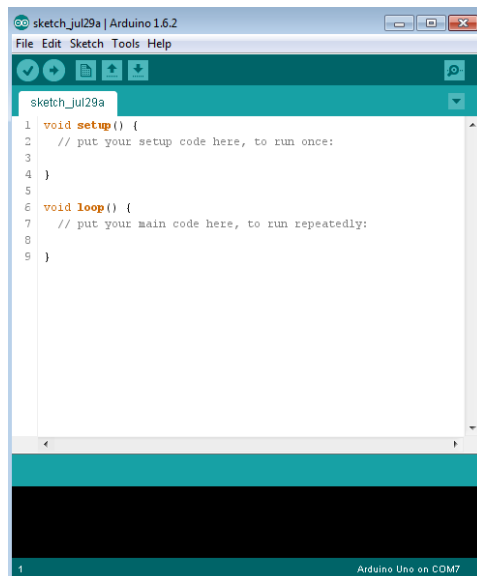 sketch_jul29a | Arduino 1.6.2
File Edit Sketch Tools Help
sketch_jul29a
1 void setup() {
2   // put your setup code here, to run once:
3
4 }
5
6 void loop() {
7   // put your main code here, to run repeatedly:
8
9 }
1 Arduino Uno on COM7